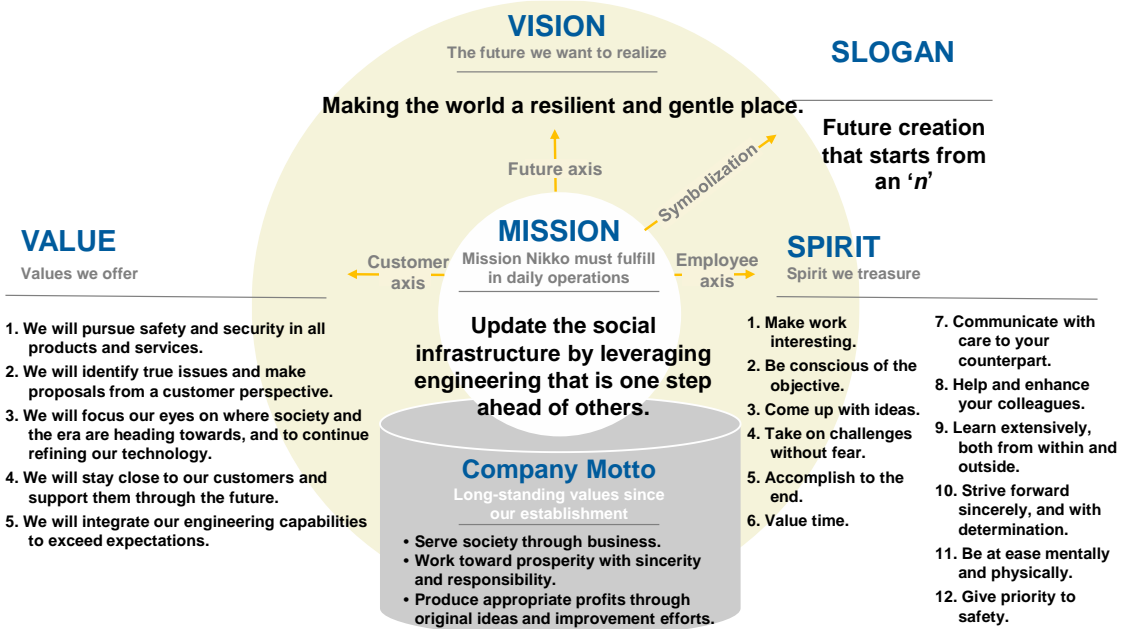 VISION
The future we want to realize
Making the world a resilient and gentle place.
SLOGAN
Future creation
that starts from
an ‘n’
Future axis
Symbolization
MISSION
Mission Nikko must fulfill
in daily operations
Update the social
infrastructure by leveraging
engineering that is one step
ahead of others.
Customer
axis
Employee
axis
VALUE
Values we offer
1. We will pursue safety and security in all
products and services.
2. We will identify true issues and make
proposals from a customer perspective.
3. We will focus our eyes on where society and
the era are heading towards, and to continue
refining our technology.
4. We will stay close to our customers and
support them through the future.
5. We will integrate our engineering capabilities
to exceed expectations.
Company Motto
Long-standing values since
our establishment
• Serve society through business.
• Work toward prosperity with sincerity
and responsibility.
• Produce appropriate profits through
original ideas and improvement efforts.
SPIRIT
Spirit we treasure
1. Make work
interesting.
2. Be conscious of the
objective.
3. Come up with ideas.
4. Take on challenges
without fear.
5. Accomplish to the
end.
6. Value time.
7. Communicate with
care to your
counterpart.
8. Help and enhance
your colleagues.
9. Learn extensively,
both from within and
outside.
10. Strive forward
sincerely, and with
determination.
11. Be at ease mentally
and physically.
12. Give priority to
safety.